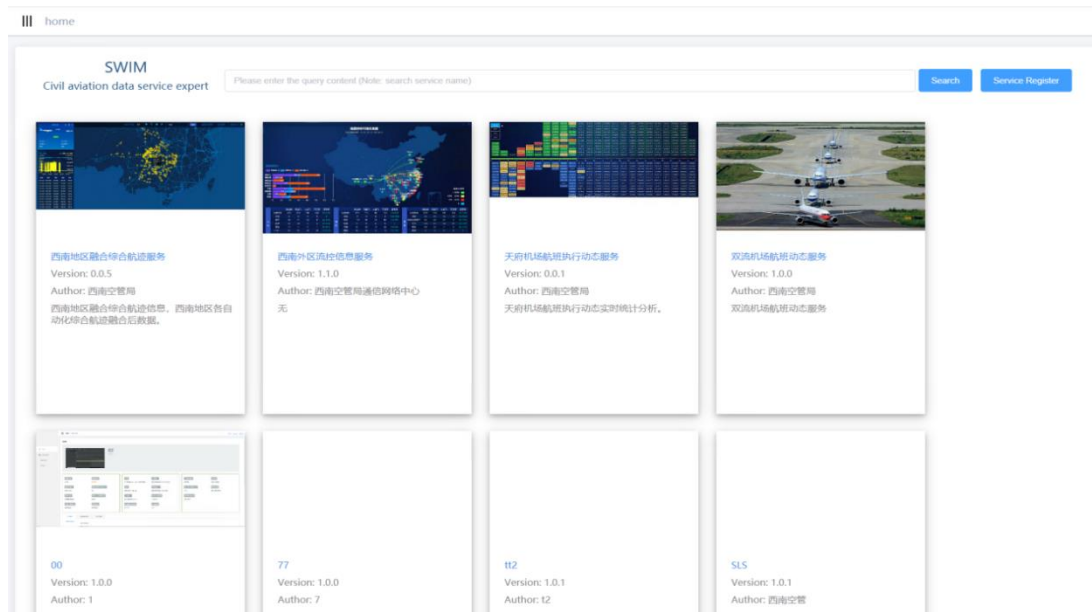 home
SWIM
Civil aviation data service expert
Please enter the query content (Note: search service name)
Search
Service Register
西南地区融合综合航迹服务
Version: 0.0.5
Author: 西南空管局
西南地区融合综合航迹信息，西南地区各自
动化综合航迹融合后数据。
西南外区流控信息服务
Version: 1.1.0
Author: 西南空管局通信网络中心
无
天府机场航班执行动态服务
Version: 0.0.1
Author: 西南空管局
天府机场航班执行动态实时统计分析。
双流机场航班动态服务
Version: 1.0.0
Author: 西南空管局
双流机场航班动态服务
00
Version: 1.0.0
Author: 1
77
Version: 1.0.0
Author: 7
tt2
Version: 1.0.1
Author: t2
SLS
Version: 1.0.1
Author: 西南空管